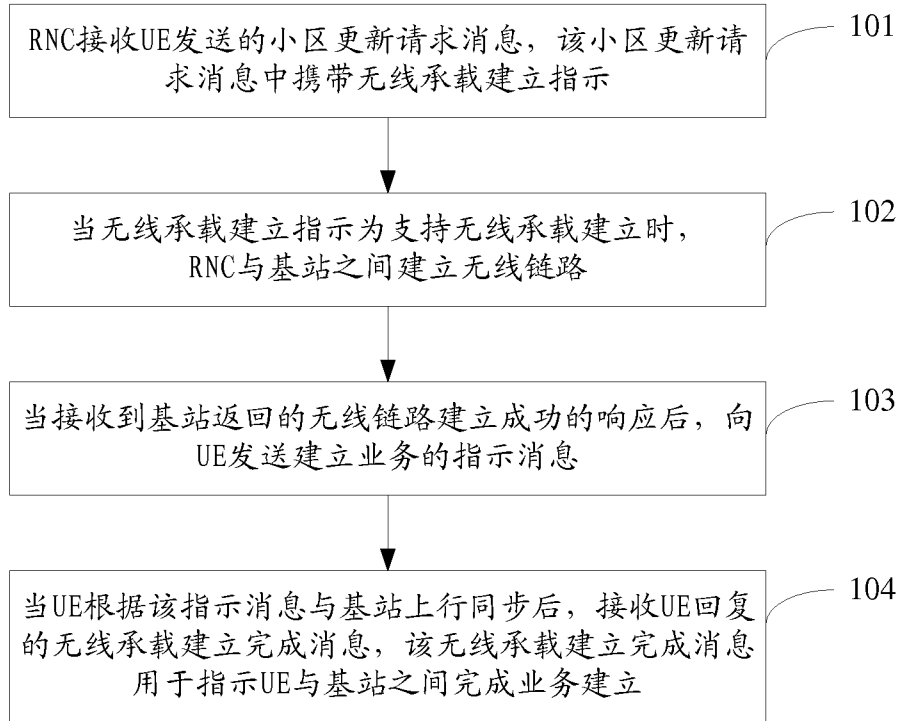 RNC接收UE发送的小区更新请求消息，该小区更新请
求消息中携带无线承载建立指示
101
当无线承载建立指示为支持无线承载建立时，
RNC与基站之间建立无线链路
102
当接收到基站返回的无线链路建立成功的响应后，向
UE发送建立业务的指示消息
103
当UE根据该指示消息与基站上行同步后，接收UE回复
的无线承载建立完成消息，该无线承载建立完成消息
用于指示UE与基站之间完成业务建立
104